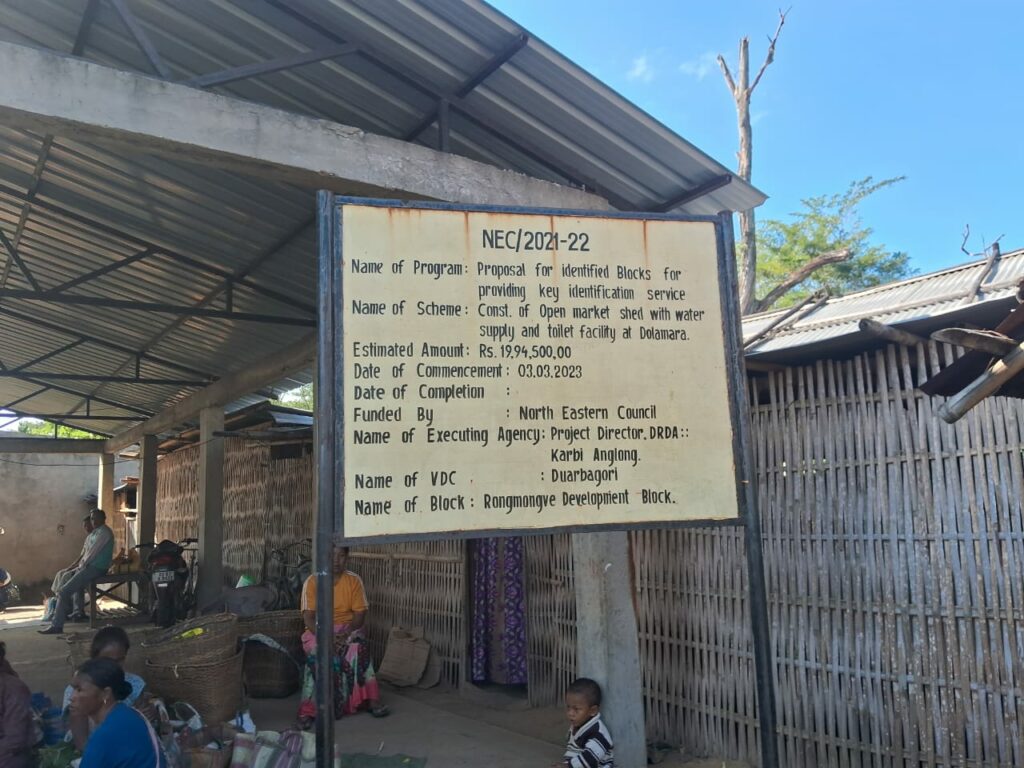 NEC/2021-22
Name of Program: Proposal for identified Blocks for
providing key identification service
Name of Scheme: Const. of Open market shed with water
supply and toilet facility at Dolamara.
Estimated Amount: Rs. 19,94,500,00
Date of Commencement: 03.03.2023
Date of Completion :
Funded By : North Eastern Council
Name of Executing Agency: Project Director, DRDA::
Karbi Anglong.
Name of VDC : Duarbagori
Name of Block: Rongmongve Development Block.